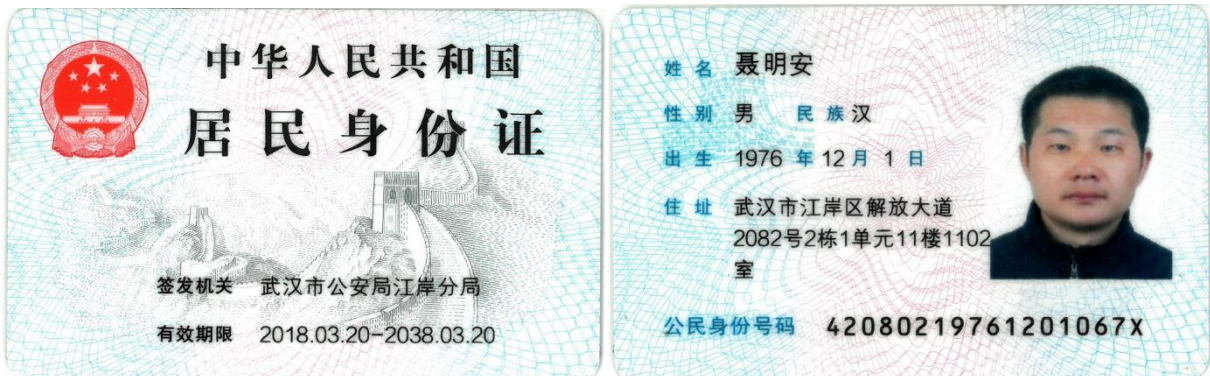 中华人民共和国
居民身份证
签发机关 武汉市公安局江岸分局
有效期限 2018.03.20-2038.03.20
姓名 聂明安
性别 男 民族 汉
出生 1976 年 12 月 1 日
住址 武汉市江岸区解放大道
2082号2栋1单元11楼1102
室
公民身份号码 42080219761201067X